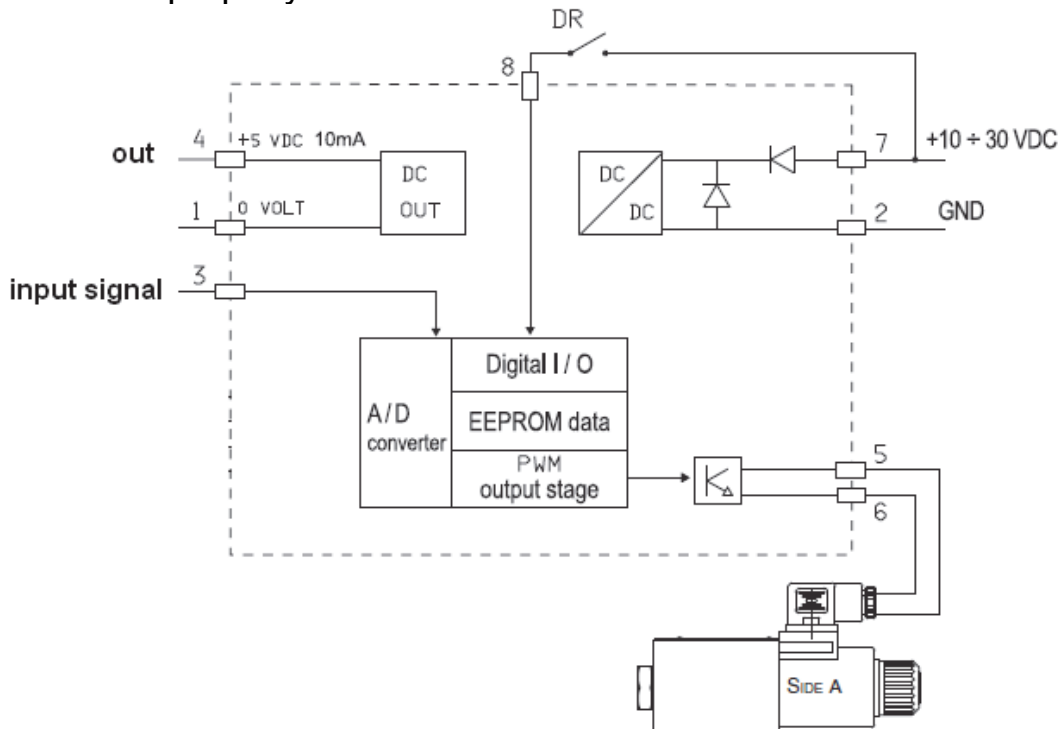 DR
8
4
+5 VDC 10mA
out
DC
OUT
1
0 VOLT
DC
DC
7
+10 ÷ 30 VDC
2
GND
3
input signal
Digital I / O
A/D
converter
EEPROM data
PWM
output stage
5
6
SIDE A